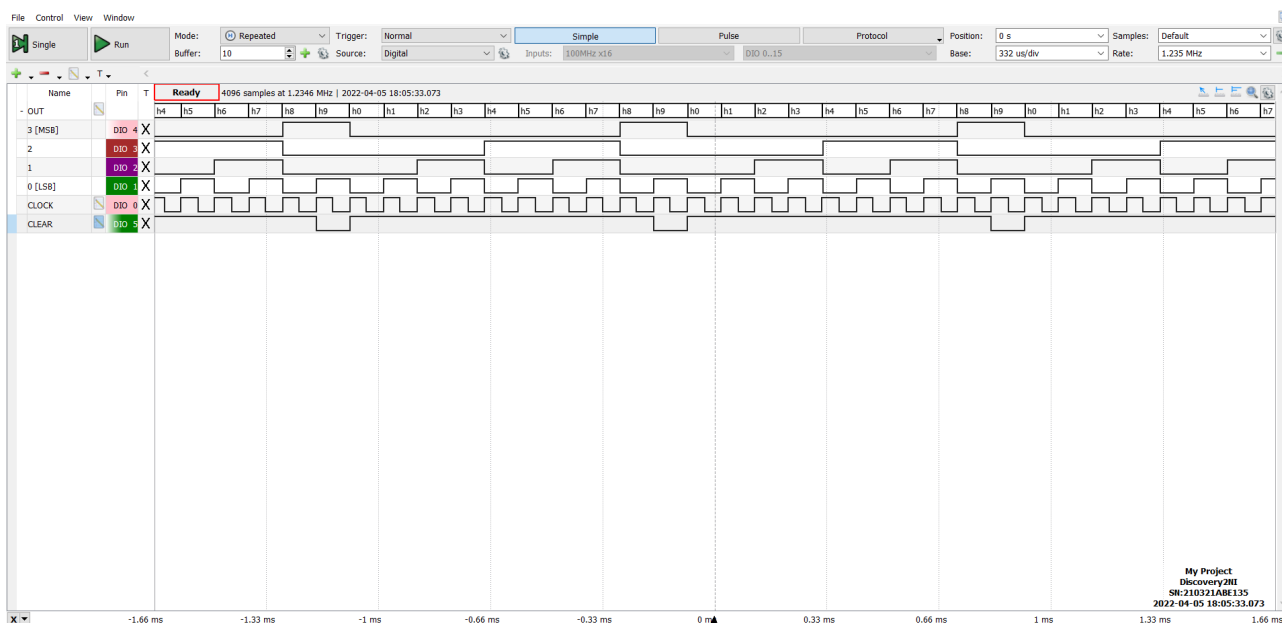 File Control View Window
Single Run Mode: Repeated Trigger: Normal Simple Pulse Protocol Position: 0 s Samples: Default
Buffer: 10 Source: Digital Inputs: 100MHz x16 DIO 0..15 Base: 332 us/div Rate: 1.235 MHz
T
Name Pin T Ready 4096 samples at 1.2346 MHz | 2022-04-05 18:05:33.073
- OUT h4 h5 h6 h7 h8 h9 h0 h1 h2 h3 h4 h5 h6 h7 h8 h9 h0 h1 h2 h3 h4 h5 h6 h7 h8 h9 h0 h1 h2 h3 h4 h5 h6 h7
3 [MSB] DIO 4 X
2 DIO 3 X
1 DIO 2 X
0 [LSB] DIO 1 X
CLOCK DIO 0 X
CLEAR DIO 5 X
My Project
Discovery2NI
SN:210321ABE135
2022-04-05 18:05:33.073
X -1.66 ms -1.33 ms -1 ms -0.66 ms -0.33 ms 0 ms 0.33 ms 0.66 ms 1 ms 1.33 ms 1.66 ms